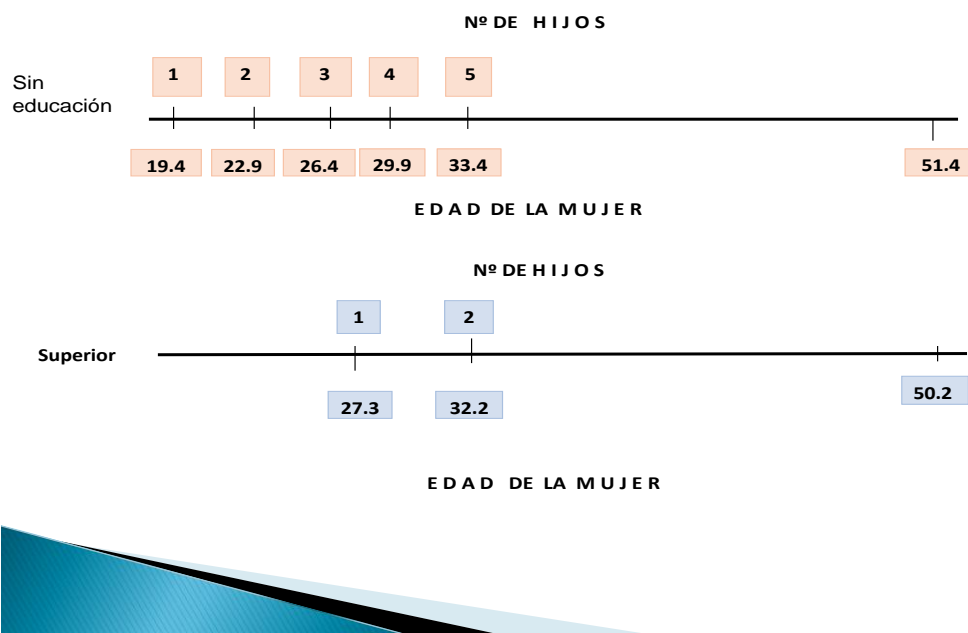 Nº DE H I J O S
Sin
educación
1 2 3 4 5
19.4 22.9 26.4 29.9 33.4 51.4
E D A D DE LA M U J E R
Nº DE H I J O S
1 2
Superior
27.3 32.2 50.2
E D A D DE LA M U J E R